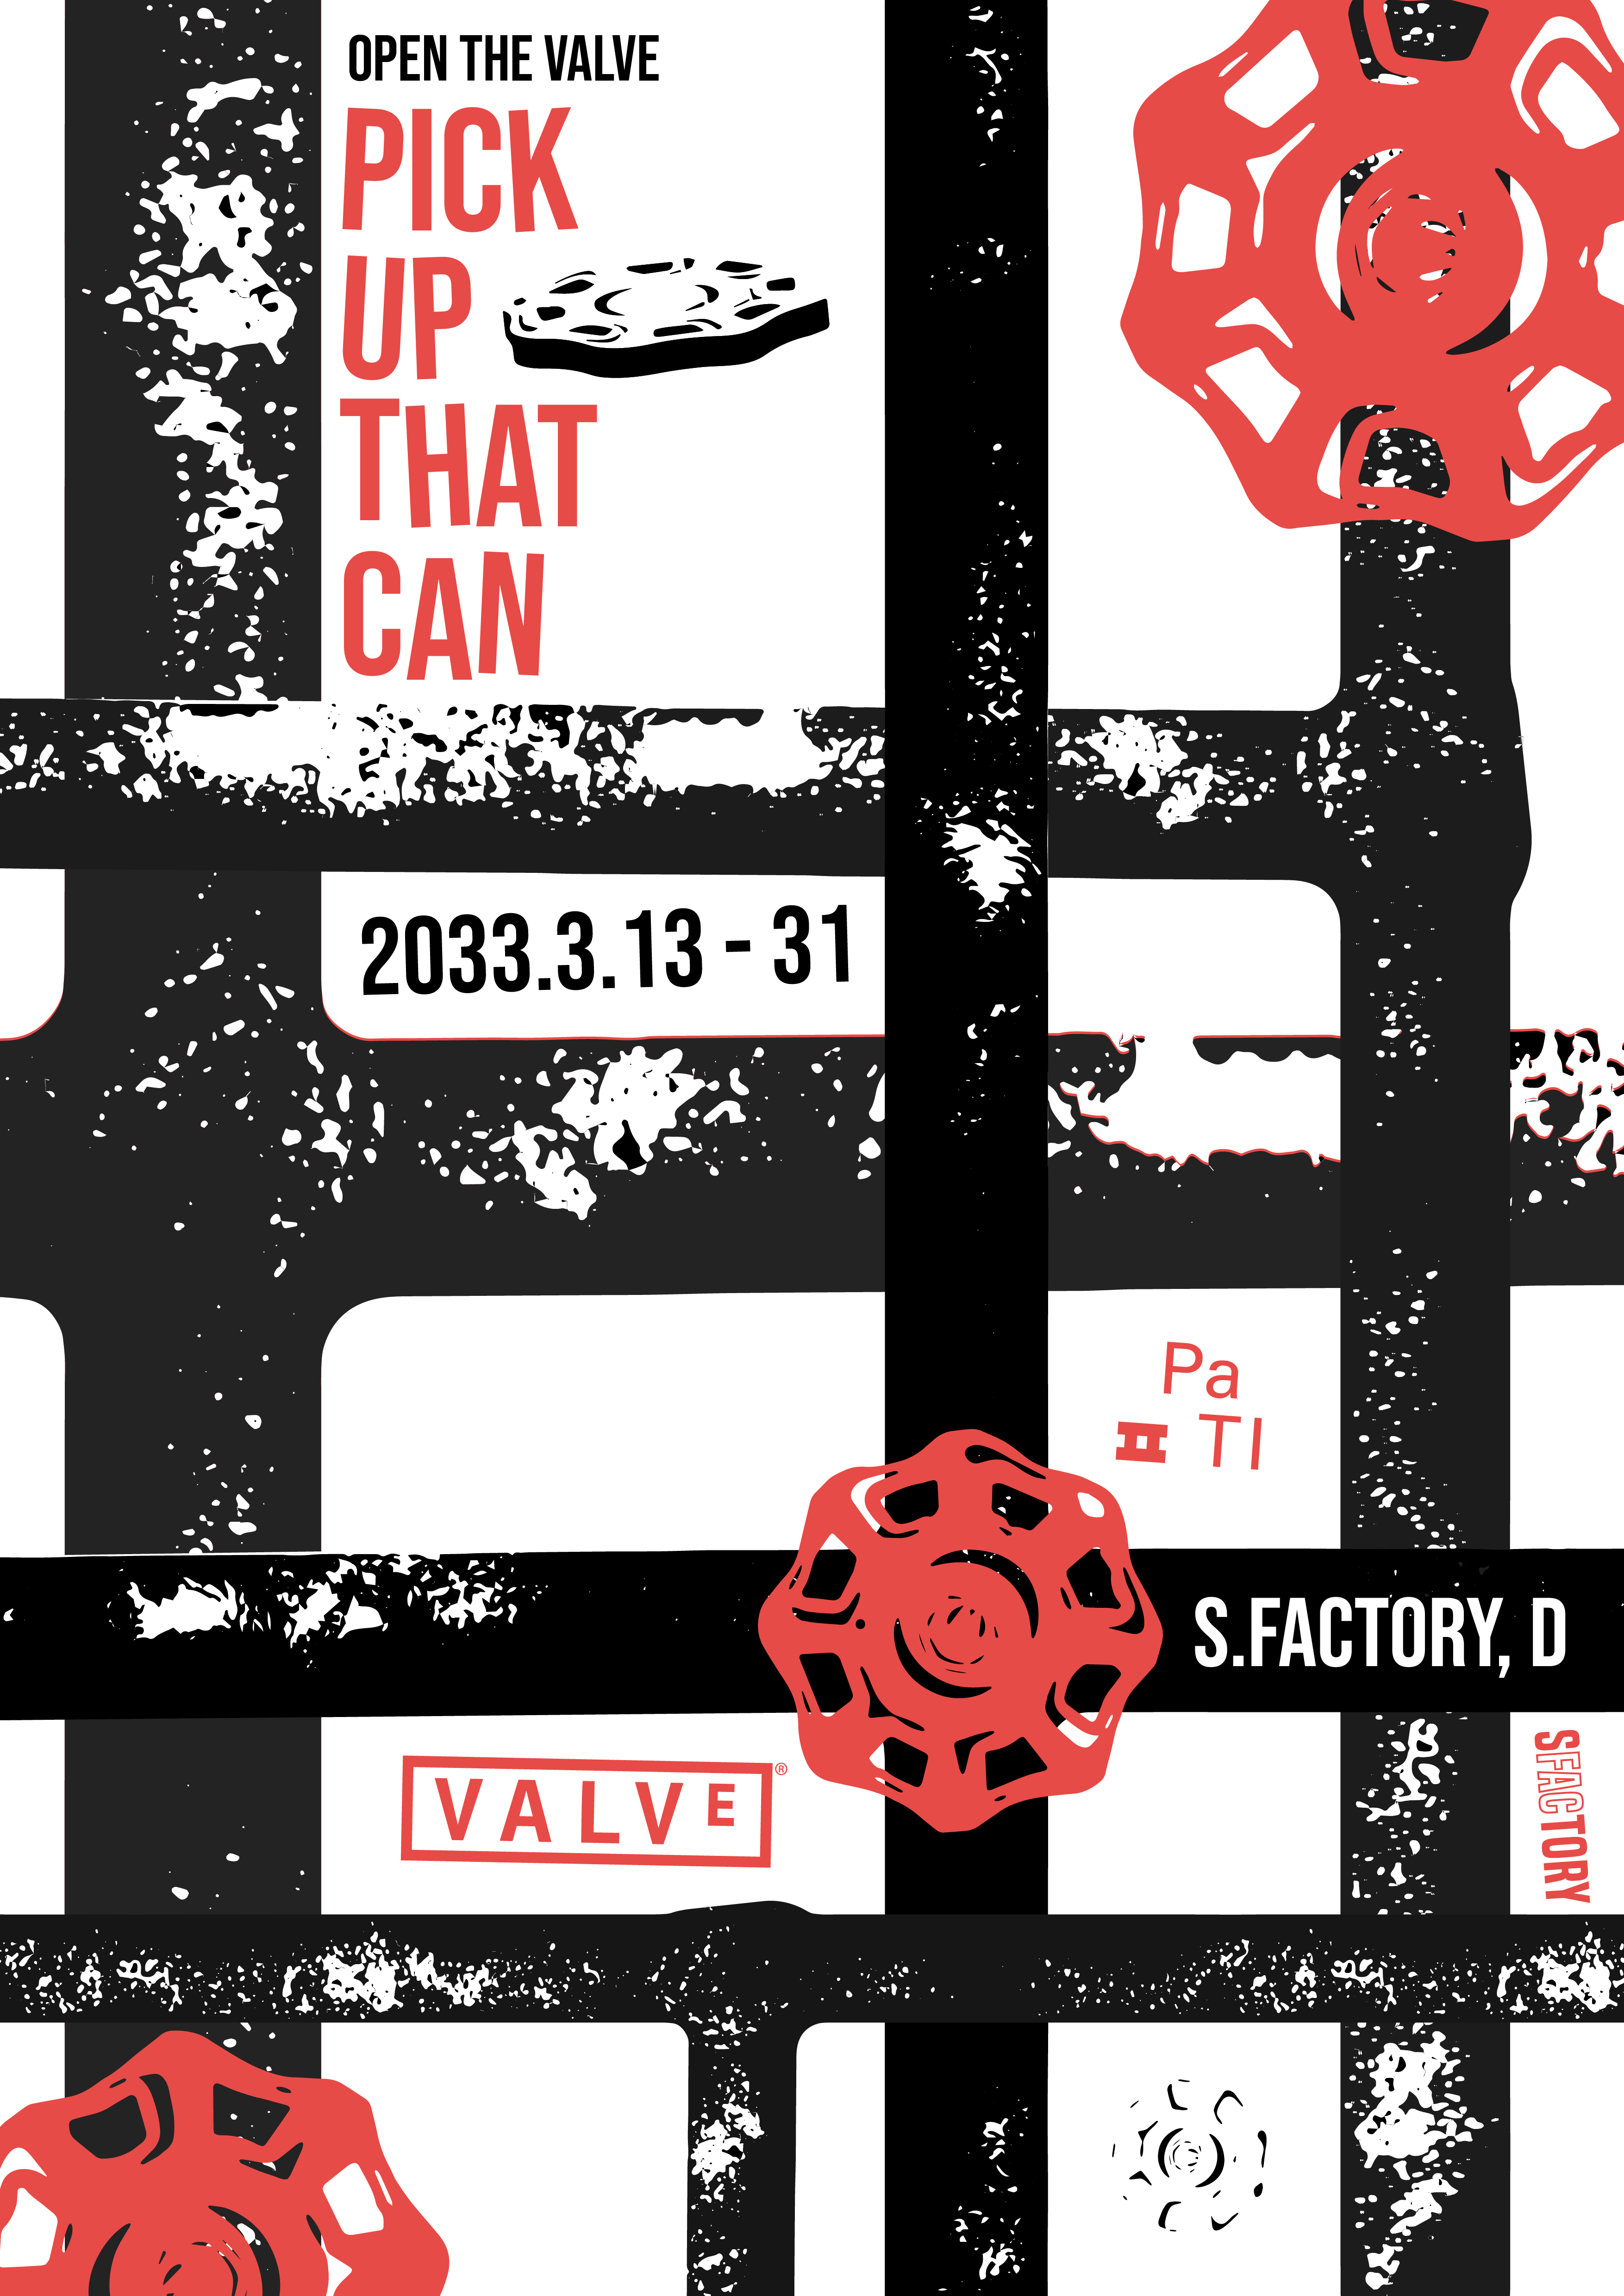 OPEN THE VALVE
PICK
UP
THAT
CAN
2033.3.13 - 31
Pa
TI
S.FACTORY, D
VALVE®
SFACTORY